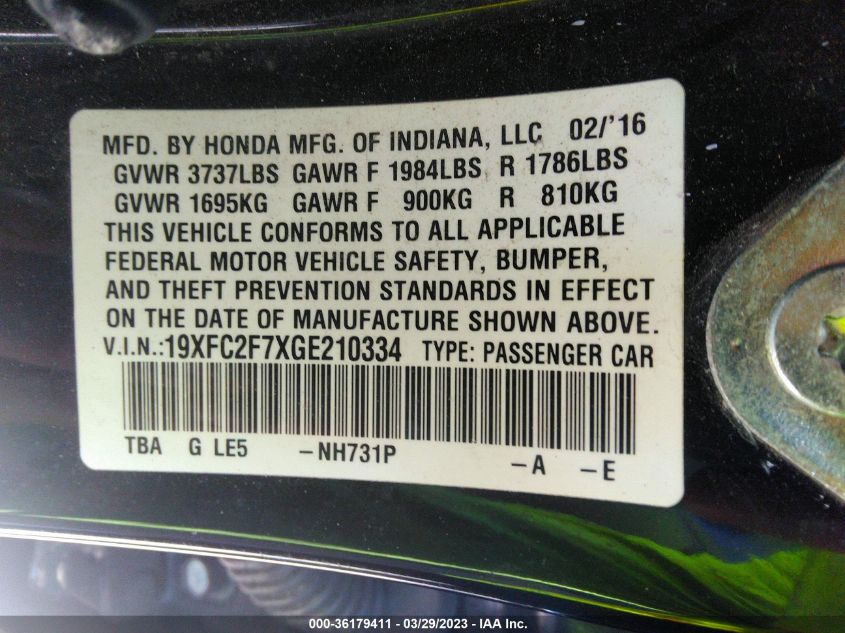 MFD. BY HONDA MFG. OF INDIANA, LLC 02/'16
GVWR 3737LBS GAWR F 1984LBS R 1786LBS
GVWR 1695KG GAWR F 900KG R 810KG
THIS VEHICLE CONFORMS TO ALL APPLICABLE
FEDERAL MOTOR VEHICLE SAFETY, BUMPER,
AND THEFT PREVENTION STANDARDS IN EFFECT
ON THE DATE OF MANUFACTURE SHOWN ABOVE.
V.I.N.:19XFC2F7XGE210334 TYPE: PASSENGER CAR
TBA G LE5 –NH731P –A –E
000-36179411 - 03/29/2023 - © IAA Inc.